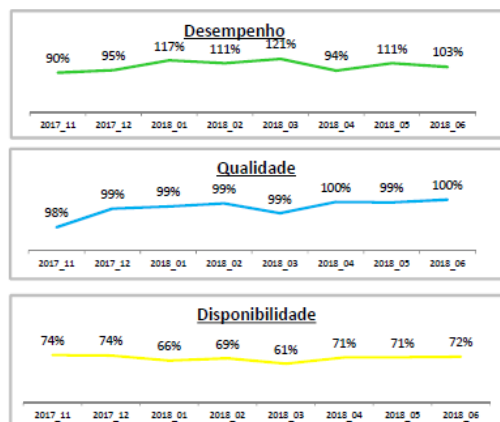 Desempenho
90% 95% 117% 111% 121% 94% 111% 103%
2017_11 2017_12 2018_01 2018_02 2018_03 2018_04 2018_05 2018_06
Qualidade
98% 99% 99% 99% 99% 100% 99% 100%
2017_11 2017_12 2018_01 2018_02 2018_03 2018_04 2018_05 2018_06
Disponibilidade
74% 74% 66% 69% 61% 71% 71% 72%
2017_11 2017_12 2018_01 2018_02 2018_03 2018_04 2018_05 2018_06